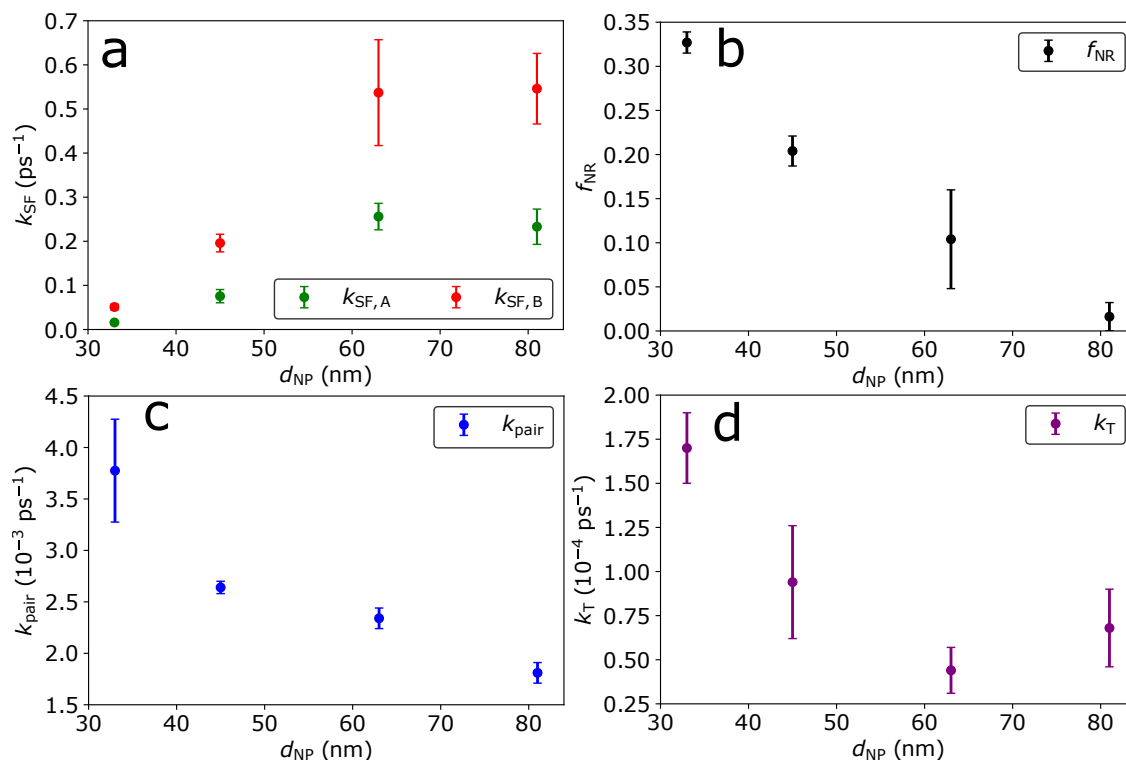 a
0.7
0.6
0.5
0.4
0.3
0.2
0.1
0.0
k_SF (ps⁻¹)
k_SF, A k_SF, B
30 40 50 60 70 80
d_NP (nm)
b
0.35
0.30
0.25
0.20
0.15
0.10
0.05
0.00
f_NR
f_NR
30 40 50 60 70 80
d_NP (nm)
c
4.5
4.0
3.5
3.0
2.5
2.0
1.5
k_pair (10⁻³ ps⁻¹)
k_pair
30 40 50 60 70 80
d_NP (nm)
d
2.00
1.75
1.50
1.25
1.00
0.75
0.50
0.25
k_T (10⁻⁴ ps⁻¹)
k_T
30 40 50 60 70 80
d_NP (nm)